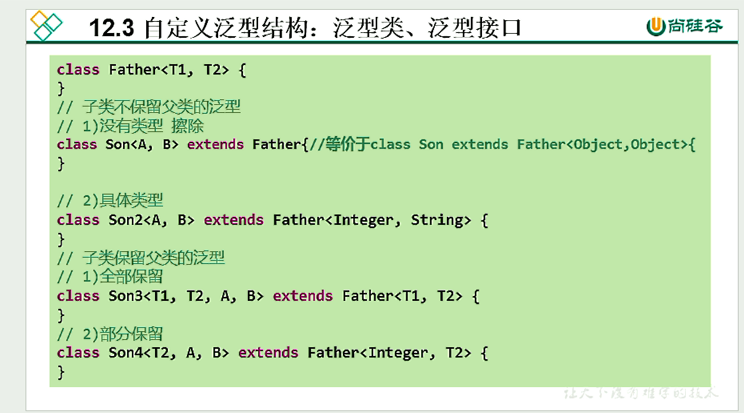 12.3 自定义泛型结构：泛型类、泛型接口
尚硅谷
class Father<T1, T2> {
}
// 子类不保留父类的泛型
// 1)没有类型 擦除
class Son<A, B> extends Father{//等价于class Son extends Father<Object,Object>{
}
// 2)具体类型
class Son2<A, B> extends Father<Integer, String> {
}
// 子类保留父类的泛型
// 1)全部保留
class Son3<T1, T2, A, B> extends Father<T1, T2> {
}
// 2)部分保留
class Son4<T2, A, B> extends Father<Integer, T2> {
}
让天下没有难学的技术